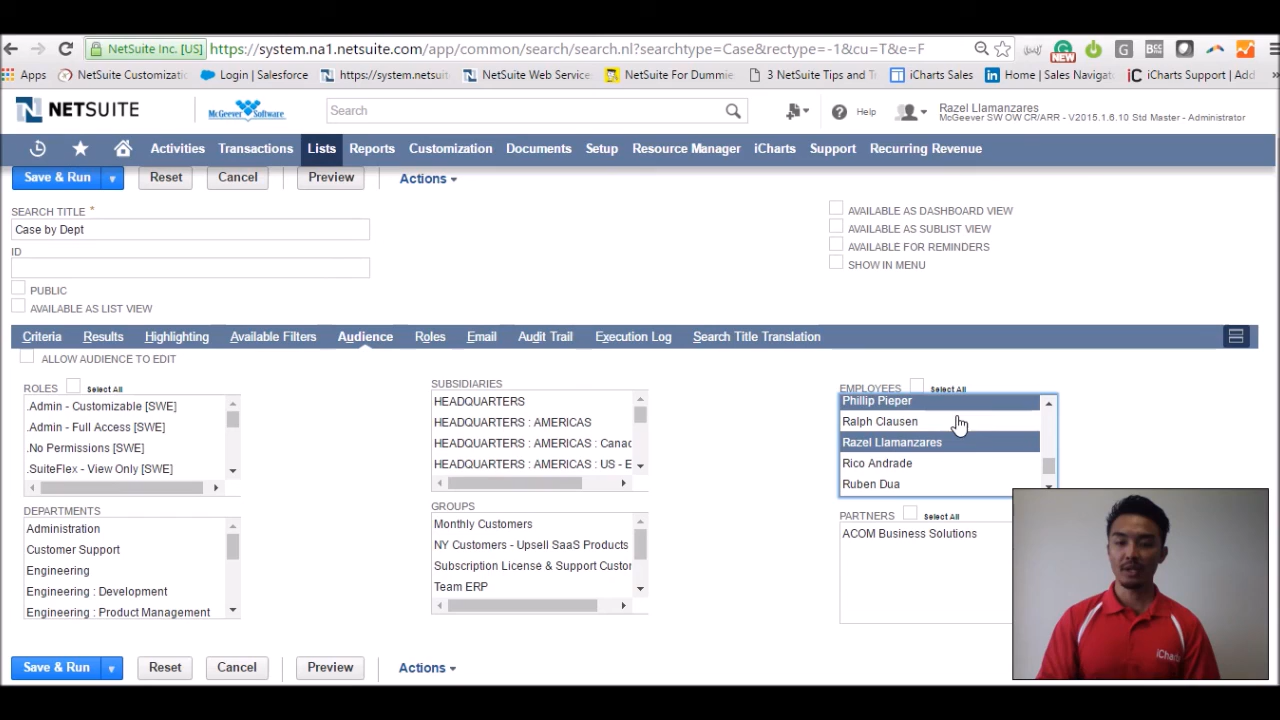 NetSuite Inc. [US] https://system.na1.netsuite.com/app/common/search/search.nl?searchtype=Case&rectype=-1&cu=T&e=F
NEW
BSS
Apps NetSuite Customizatio Login | Salesforce https://system.netsuit NetSuite Web Service NetSuite For Dummie 3 NetSuite Tips and Tr iCharts Sales Home | Sales Navigat iCharts Support | Add
NETSUITE McGeever Software Search Help Razel Llamanzares
McGeever SW OW CR/ARR - V2015.1.6.10 Std Master - Administrator
Activities Transactions Lists Reports Customization Documents Setup Resource Manager iCharts Support Recurring Revenue
Save & Run Reset Cancel Preview Actions
SEARCH TITLE *
Case by Dept
ID
PUBLIC
AVAILABLE AS LIST VIEW
AVAILABLE AS DASHBOARD VIEW
AVAILABLE AS SUBLIST VIEW
AVAILABLE FOR REMINDERS
SHOW IN MENU
Criteria Results Highlighting Available Filters Audience Roles Email Audit Trail Execution Log Search Title Translation
ALLOW AUDIENCE TO EDIT
ROLES Select All
.Admin - Customizable [SWE]
.Admin - Full Access [SWE]
.No Permissions [SWE]
.SuiteFlex - View Only [SWE]
DEPARTMENTS
Administration
Customer Support
Engineering
Engineering : Development
Engineering : Product Management
SUBSIDIARIES
HEADQUARTERS
HEADQUARTERS : AMERICAS
HEADQUARTERS : AMERICAS : Canac
HEADQUARTERS : AMERICAS : US - E
GROUPS
Monthly Customers
NY Customers - Upsell SaaS Products
Subscription License & Support Custor
Team ERP
EMPLOYEES Select All
Phillip Pieper
Ralph Clausen
Razel Llamanzares
Rico Andrade
Ruben Dua
PARTNERS Select All
ACOM Business Solutions
iCharts
Save & Run Reset Cancel Preview Actions